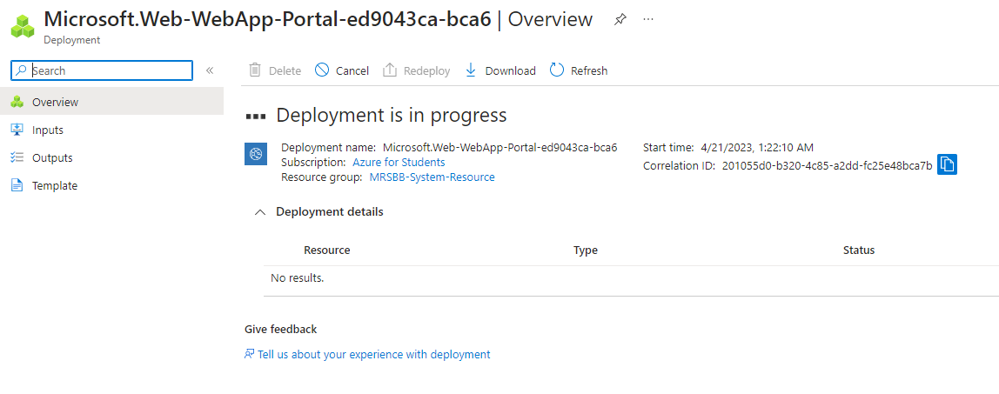 Microsoft.Web-WebApp-Portal-ed9043ca-bca6 | Overview
Deployment
Search
Overview
Inputs
Outputs
Template
Delete Cancel Redeploy Download Refresh
Deployment is in progress
Deployment name: Microsoft.Web-WebApp-Portal-ed9043ca-bca6
Subscription: Azure for Students
Resource group: MRSBB-System-Resource
Start time: 4/21/2023, 1:22:10 AM
Correlation ID: 201055d0-b320-4c85-a2dd-fc25e48bca7b
Deployment details
Resource Type Status
No results.
Give feedback
Tell us about your experience with deployment